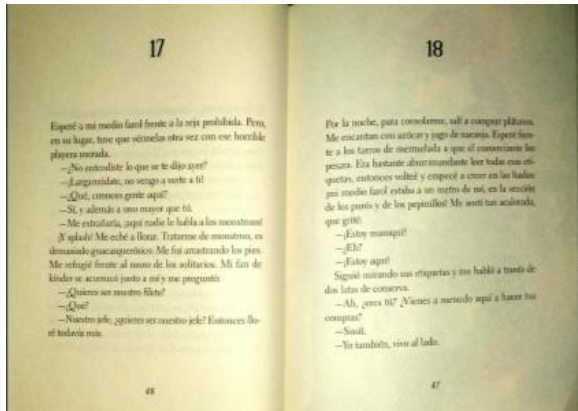 17
Esperé a mi medio farol frente a la reja prohibida. Pero,
en su lugar, tuve que vérmelas otra vez con ese horrible
playera morada.
—¿No entendiste lo que se te dijo ayer?
—¡Largamídate, no vengo a verte a ti!
—¿Qué, conoces gente aquí?
—Sí, y además a uno mayor que tú.
—Me extrañaría, ¡aquí nadie le habla a los monstruos!
¡Y splash! Me eché a llorar. Tratarme de monstruo, es
demasiado guacasqueróstico. Me fui arrastrando los pies.
Me refugié frente al muro de los solitarios. Mi fan de
kínder se acurrucó junto a mí y me preguntó:
—¿Quieres ser nuestro filete?
—¿Qué?
—Nuestro jefe, ¿quieres ser nuestro jefe? Entonces llo-
ré todavía más.
18
Por la noche, para consolarme, salí a comprar plátanos.
Me encantan con azúcar y jugo de naranja. Esperé fren-
te a los tarros de mermelada a que el comerciante los
pesara. Era bastante aburrimandante leer todas esas eti-
quetas, entonces volteé y empecé a creer en las hadas:
¡mi medio farol estaba a un metro de mí, en la sección
de los purés y de los pepinillos! Me sentí tan acalorada,
que grité:
—¡Estoy manaquí!
—¿Eh?
—¡Estoy aquí!
Siguió mirando sus etiquetas y me habló a través de
dos latas de conserva.
—Ah, ¿eres tú? ¿Vienes a menudo aquí a hacer tus
compras?
—Yo también, vivo al lado.
47